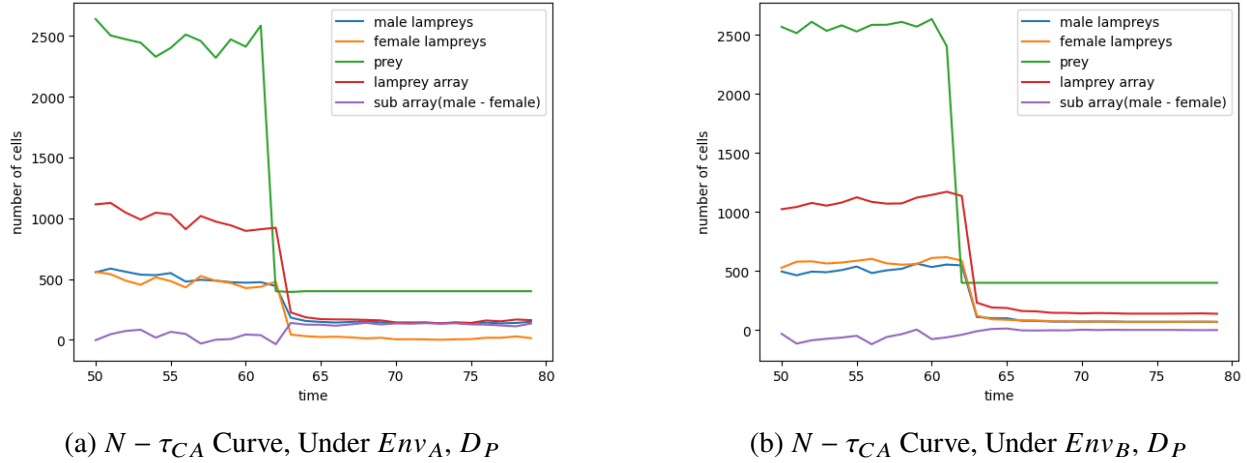 male lampreys
female lampreys
prey
lamprey array
sub array(male - female)
number of cells
2500
2000
1500
1000
500
0
50 55 60 65 70 75 80
time
(a) N − τCA Curve, Under EnvA, DP
male lampreys
female lampreys
prey
lamprey array
sub array(male - female)
number of cells
2500
2000
1500
1000
500
0
50 55 60 65 70 75 80
time
(b) N − τCA Curve, Under EnvB, DP